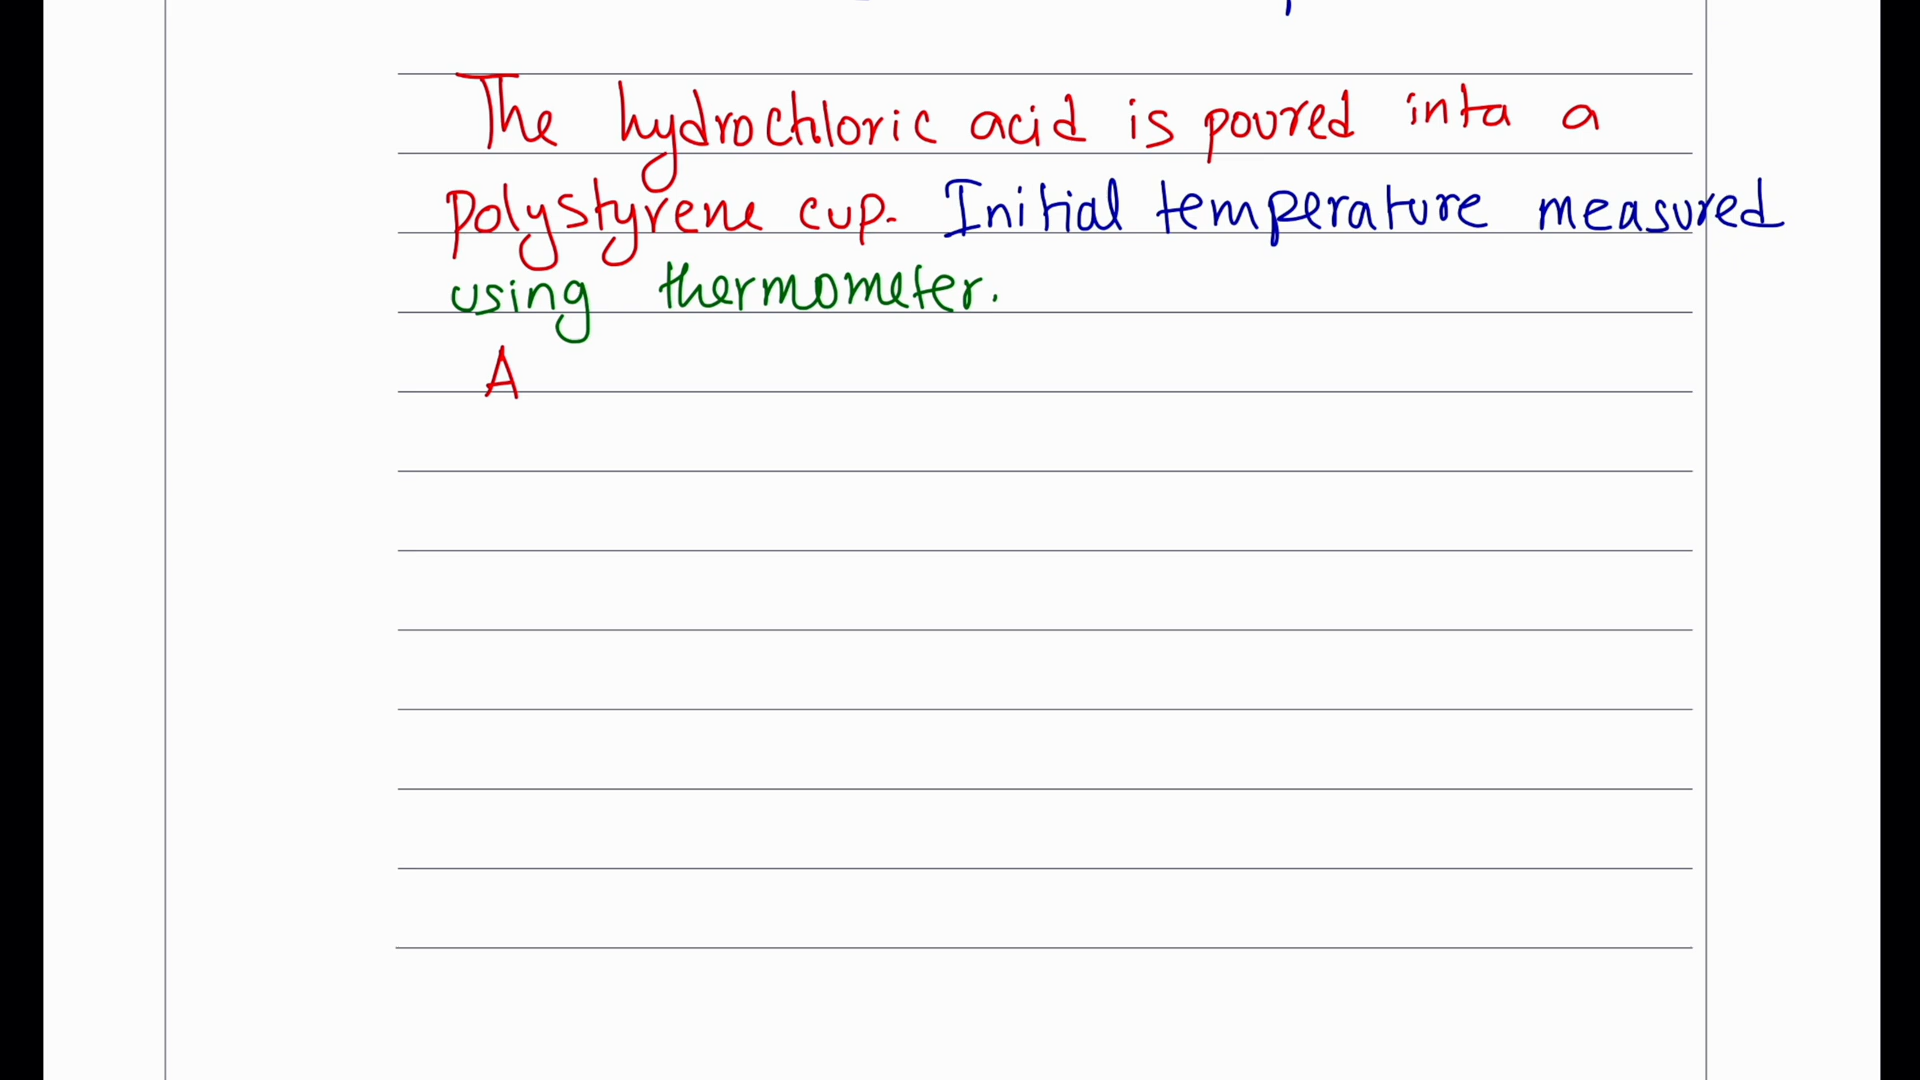 The hydrochloric acid is poured inta a
polystyrene cup. Initial temperature measured
using thermometer.
A